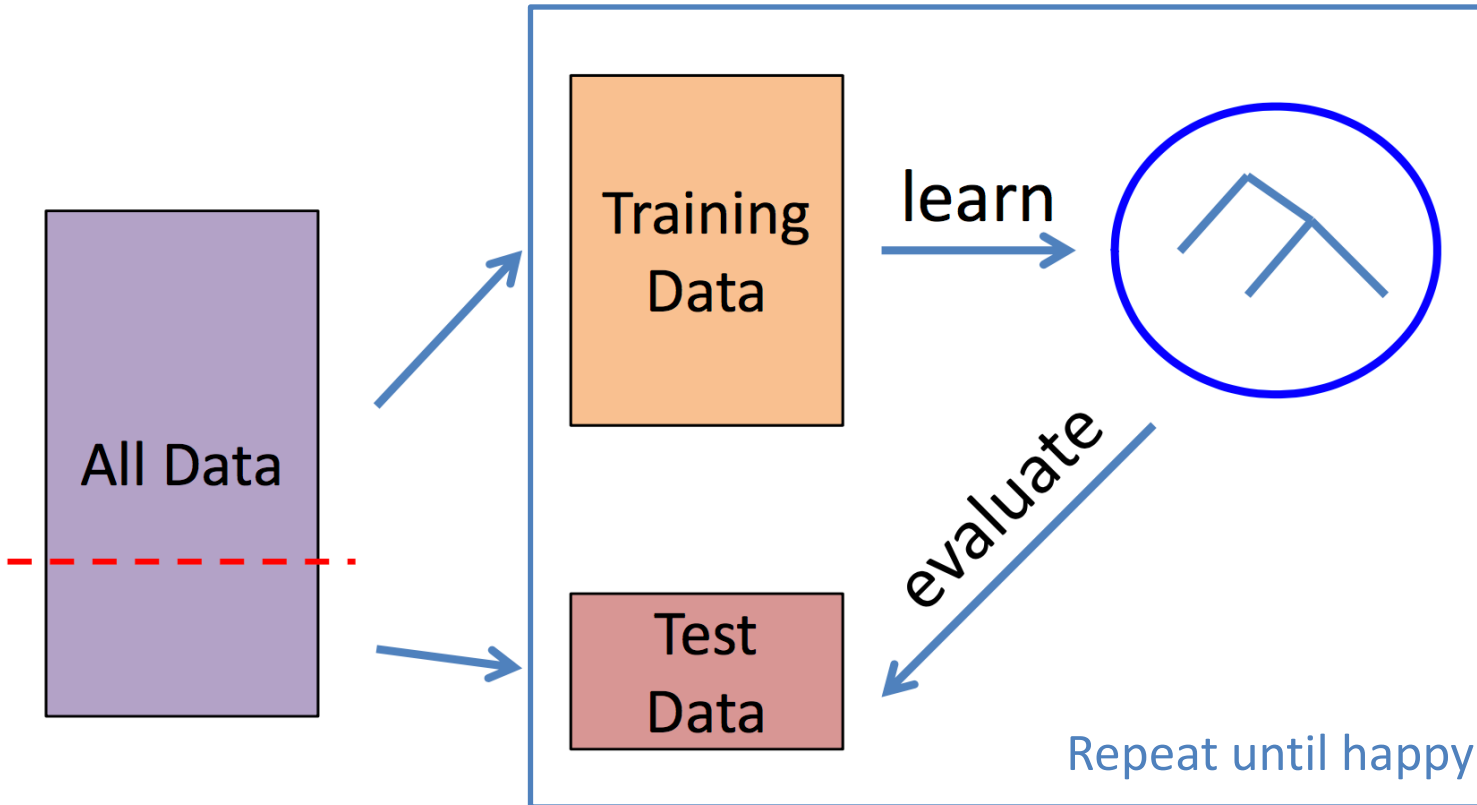 All Data
Training
Data
learn
evaluate
Test
Data
Repeat until happy